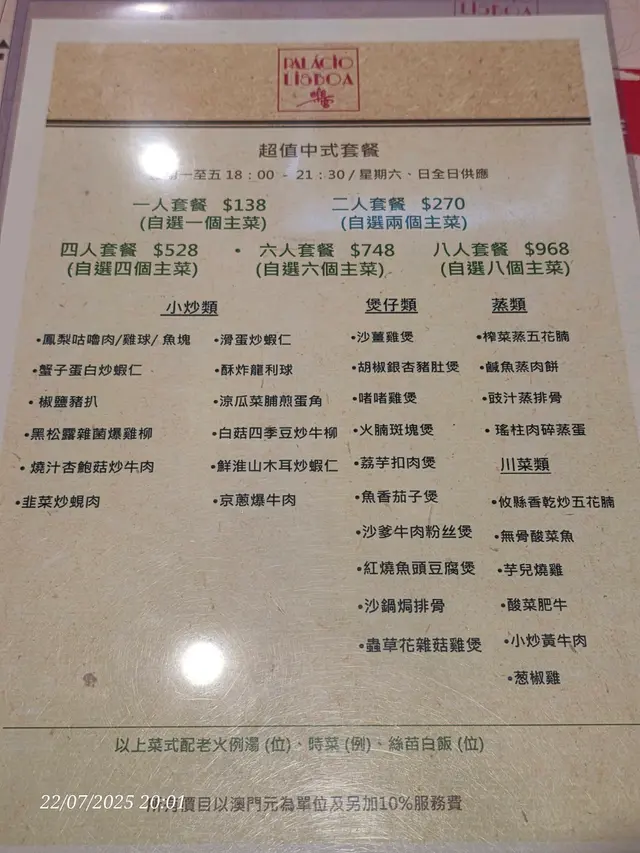 LISBOA
PALÁCIO
LISBOA
超值中式套餐
一至五 18：00 - 21：30 / 星期六、日全日供應
一人套餐 $138
(自選一個主菜)
二人套餐 $270
(自選兩個主菜)
四人套餐 $528
(自選四個主菜)
• 六人套餐 $748
(自選六個主菜)
八人套餐 $968
(自選八個主菜)
小炒類
•鳳梨咕嚕肉/雞球/ 魚塊
•蟹子蛋白炒蝦仁
•椒鹽豬扒
•黑松露雜菌爆雞柳
•燒汁杏鮑菇炒牛肉
•韭菜炒蜆肉
•滑蛋炒蝦仁
•酥炸龍利球
•涼瓜菜脯煎蛋角
•白菇四季豆炒牛柳
•鮮淮山木耳炒蝦仁
•京蔥爆牛肉
煲仔類
•沙薑雞煲
•胡椒銀杏豬肚煲
•啫啫雞煲
•火腩斑塊煲
•荔芋扣肉煲
•魚香茄子煲
•沙爹牛肉粉丝煲
•紅燒魚頭豆腐煲
•沙鍋焗排骨
•蟲草花雜菇雞煲
蒸類
•榨菜蒸五花腩
•鹹魚蒸肉餅
•豉汁蒸排骨
•瑤柱肉碎蒸蛋
川菜類
•攸縣香乾炒五花腩
•無骨酸菜魚
•芋兒燒雞
•酸菜肥牛
•小炒黃牛肉
•葱椒雞
以上菜式配老火例湯 (位)、時菜 (例)、絲苗白飯 (位)
價目以澳門元為單位及另加10%服務費
22/07/2025 20:01